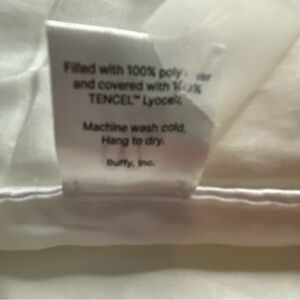 Filled with 100% poly
and covered with
TENCEL™ Lyocell.
Machine wash cold.
Hang to dry.
Buffy, Inc.